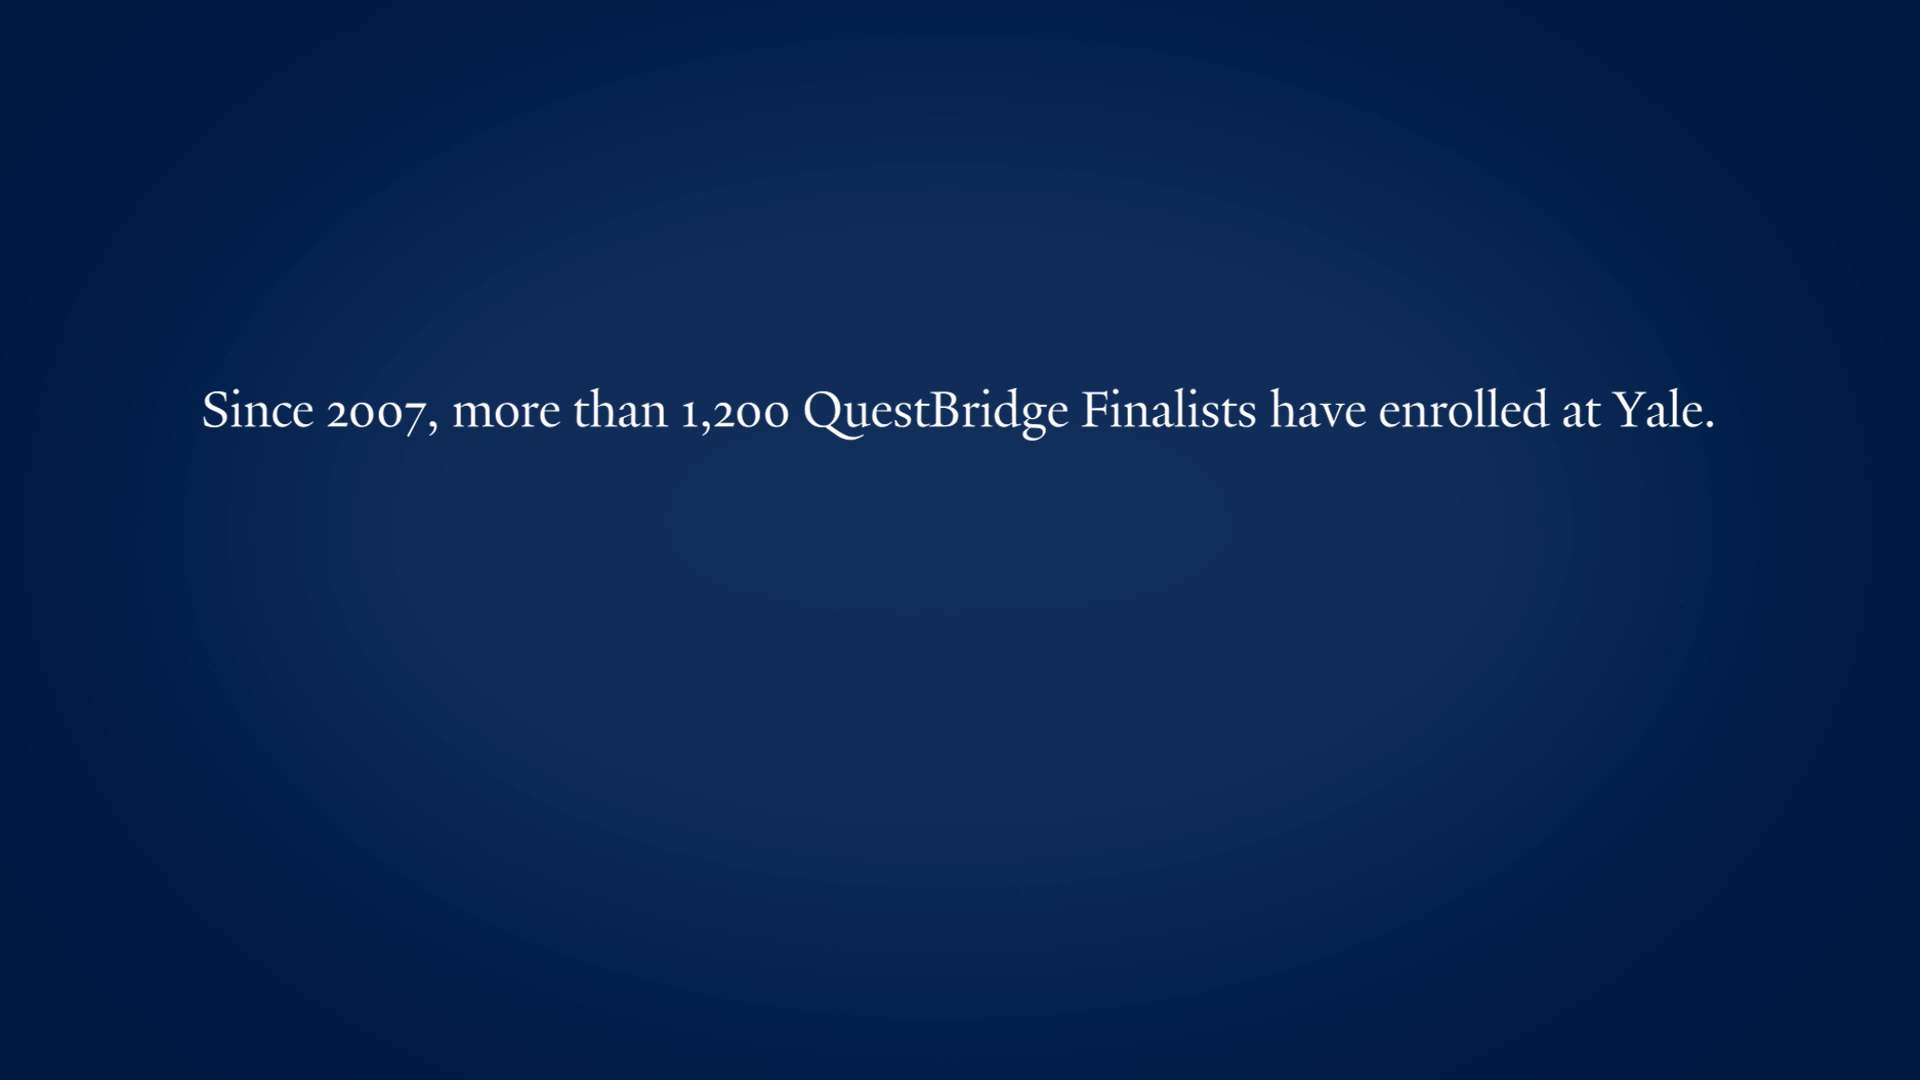 Since 2007, more than 1,200 QuestBridge Finalists have enrolled at Yale.